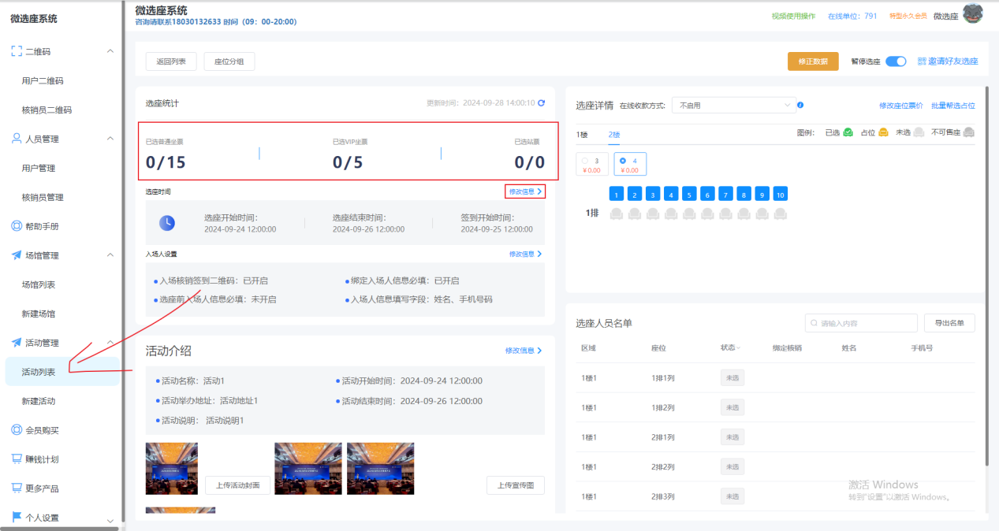 微选座系统
二维码
用户二维码
核销员二维码
人员管理
用户管理
核销员管理
帮助手册
场馆管理
场馆列表
新建场馆
活动管理
活动列表
新建活动
会员购买
赚钱计划
更多产品
个人设置
微选座系统
咨询请联系18030132633 时间（09：00-20:00）
视频使用操作 在线单位：791 特型永久会员 微选座
返回列表 座位分组 修正数据 暂停选座 邀请好友选座
选座统计 更新时间：2024-09-28 14:00:10
已选普通坐票 已选VIP坐票 已选站票
0/15 0/5 0/0
选座时间 修改信息
选座开始时间： 选座结束时间： 签到开始时间：
2024-09-24 12:00:00 2024-09-26 12:00:00 2024-09-25 12:00:00
入场人设置 修改信息
入场核销签到二维码：已开启 绑定入场人信息必填：已开启
选座前入场人信息必填：未开启 入场人信息填写字段：姓名、手机号码
活动介绍 修改信息
活动名称：活动1 活动开始时间：2024-09-24 12:00:00
活动举办地址：活动地址1 活动结束时间：2024-09-26 12:00:00
活动说明： 活动说明1
上传活动封面 上传宣传图
选座详情 在线收款方式: 不启用 修改座位票价 批量帮选占位
1楼 2楼 图例： 已选 占位 未选 不可售座
3 4
￥0.00 ￥0.00
1 2 3 4 5 6 7 8 9 10
1排
选座人员名单 请输入内容 导出名单
区域 座位 状态 绑定核销 姓名 手机号
1楼1 1排1列 未选
1楼1 1排2列 未选
1楼1 2排1列 未选
1楼1 2排2列 未选
1楼1 2排3列 未选
激活 Windows
转到"设置"以激活 Windows。